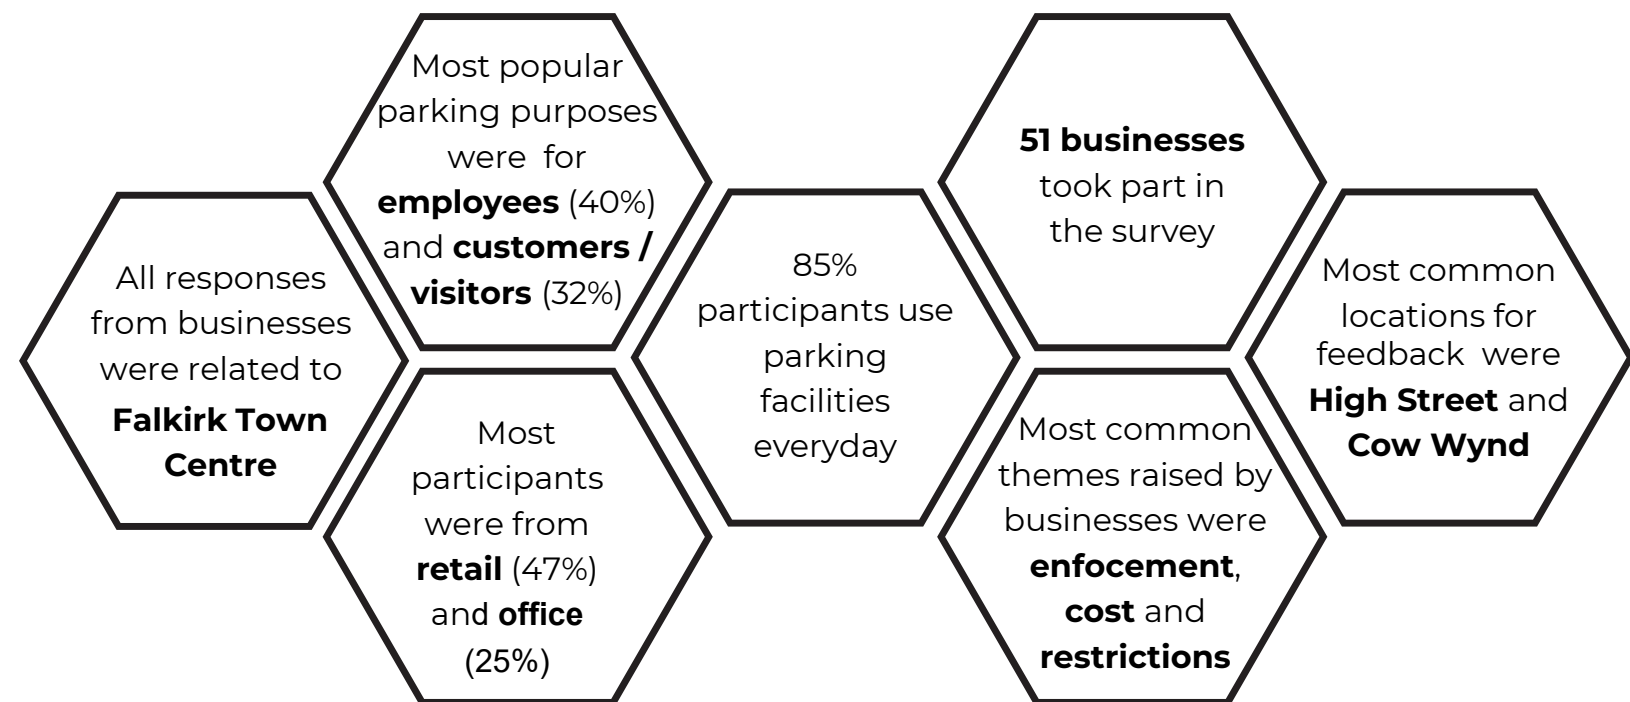 All responses
from businesses
were related to
Falkirk Town
Centre
Most popular
parking purposes
were for
employees (40%)
and customers /
visitors (32%)
Most
participants
were from
retail (47%)
and office
(25%)
85%
participants use
parking
facilities
everyday
51 businesses
took part in
the survey
Most common
themes raised by
businesses were
enfocement,
cost and
restrictions
Most common
locations for
feedback were
High Street and
Cow Wynd